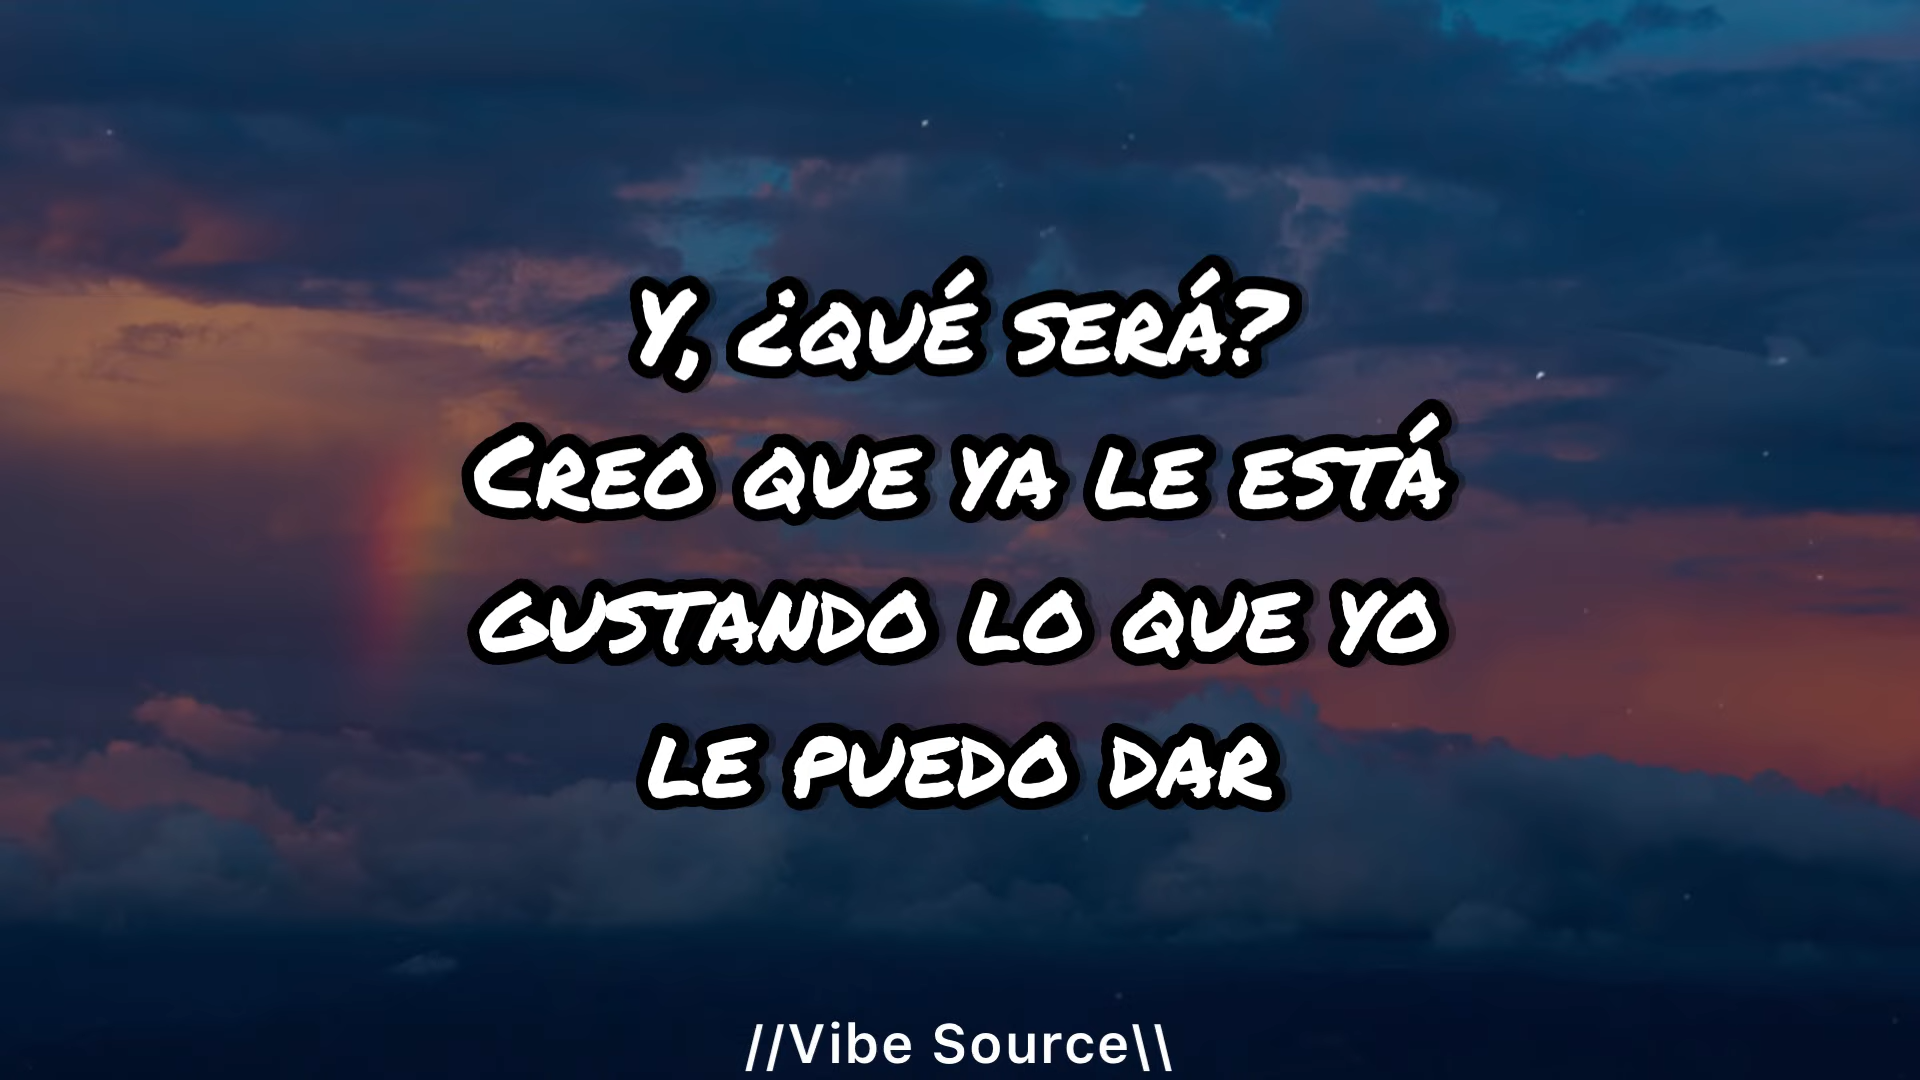 Y, ¿qué será?
Creo que ya le está
gustando lo que yo
le puedo dar
//Vibe Source\\